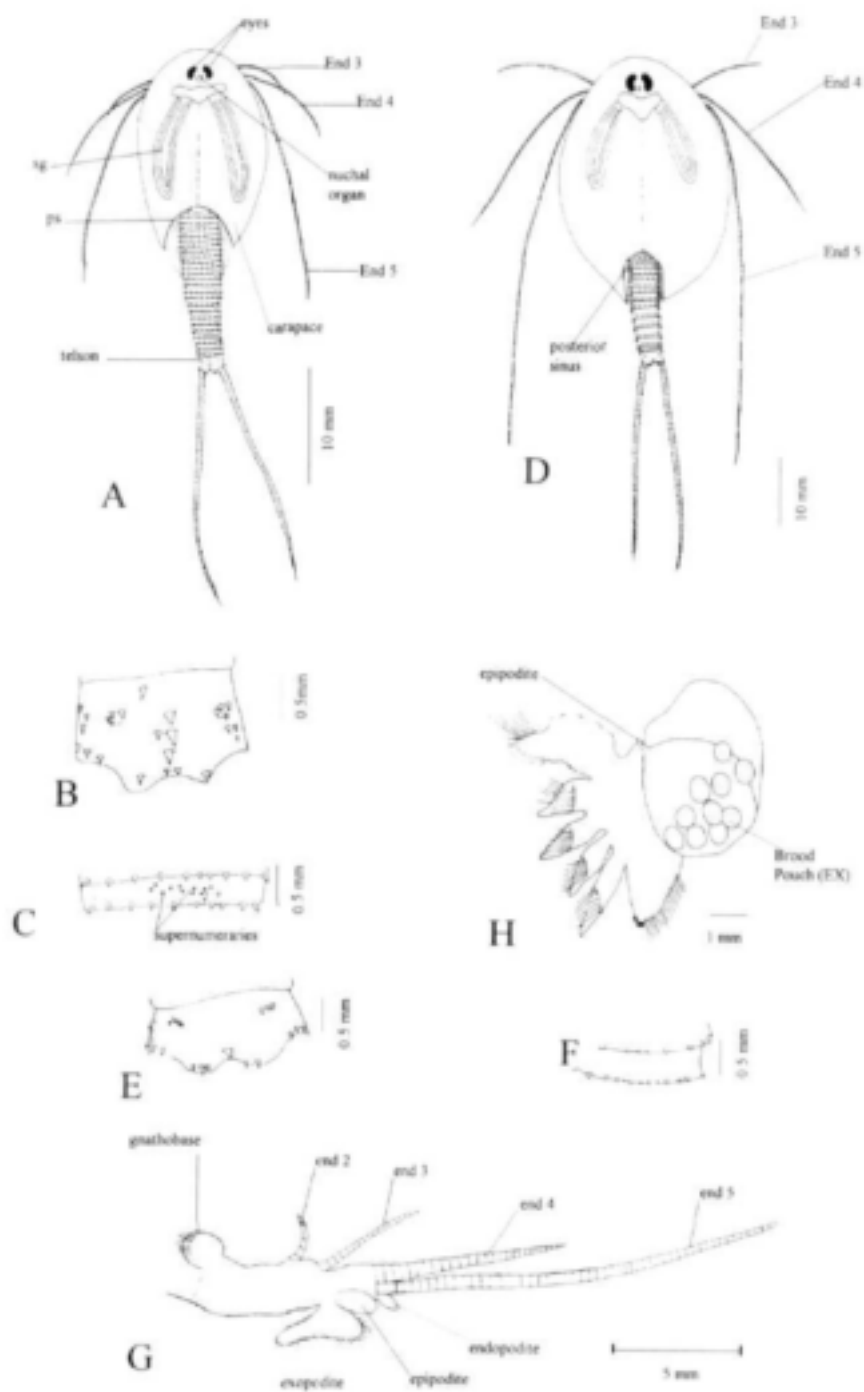 eyes
End 3
End 4
sg
nuchal
organ
ps
End 5
carapace
telson
10 mm
A
End 3
End 4
End 5
posterior
sinus
D
10 mm
0.5mm
B
C
supernumeraries
0.5 mm
epipodite
Brood
Pouch (EX)
H
1 mm
E
0.5 mm
F
0.5 mm
gnathobase
end 2
end 3
end 4
end 5
G
exopodite
epipodite
endopodite
5 mm